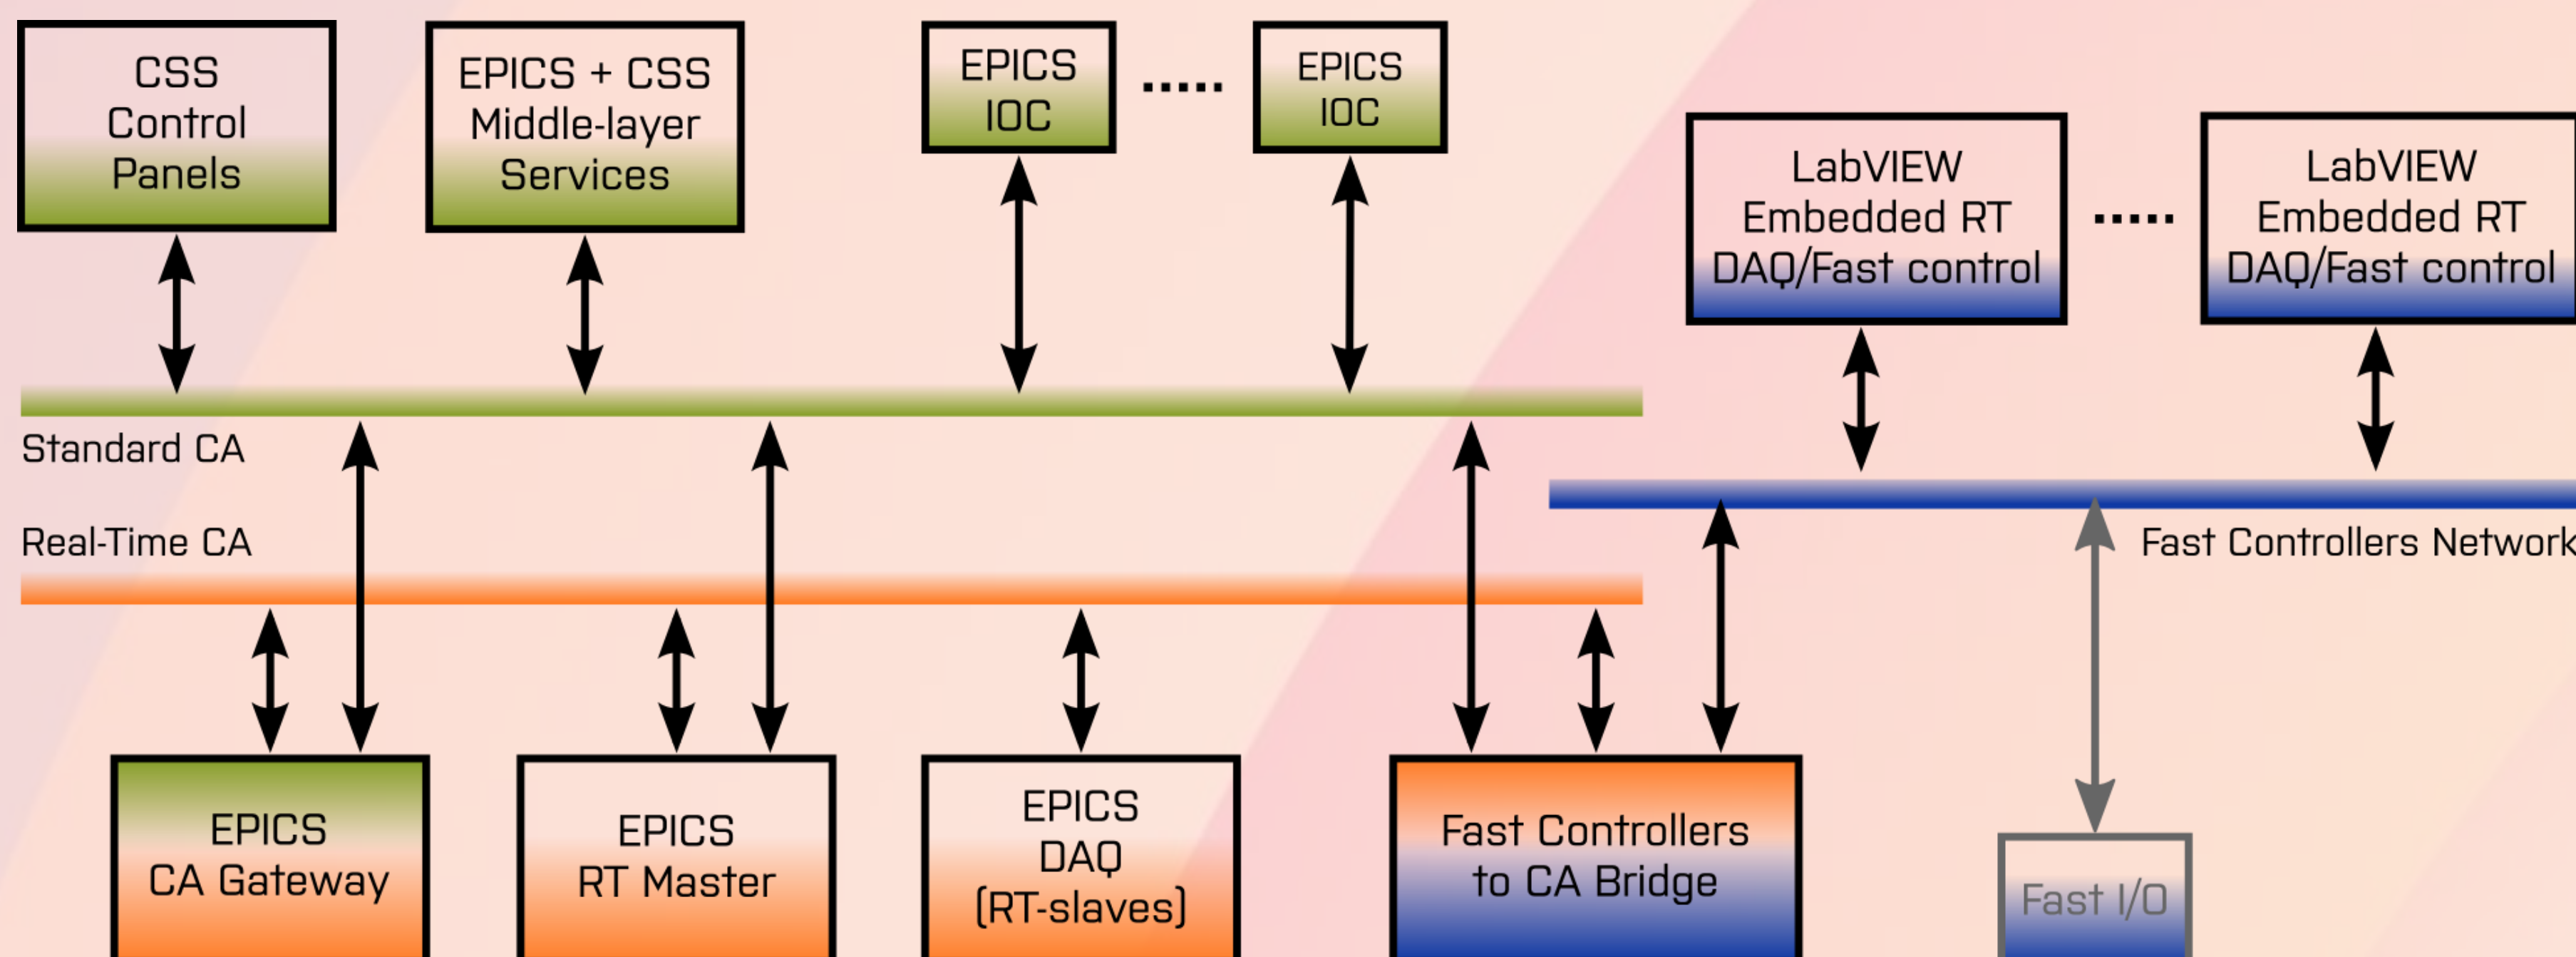 CSS
Control
Panels
EPICS + CSS
Middle-layer
Services
EPICS
IOC
EPICS
IOC
LabVIEW
Embedded RT
DAQ/Fast control
LabVIEW
Embedded RT
DAQ/Fast control
Standard CA
Real-Time CA
Fast Controllers Network
EPICS
CA Gateway
EPICS
RT Master
EPICS
DAQ
(RT-slaves)
Fast Controllers
to CA Bridge
Fast I/O